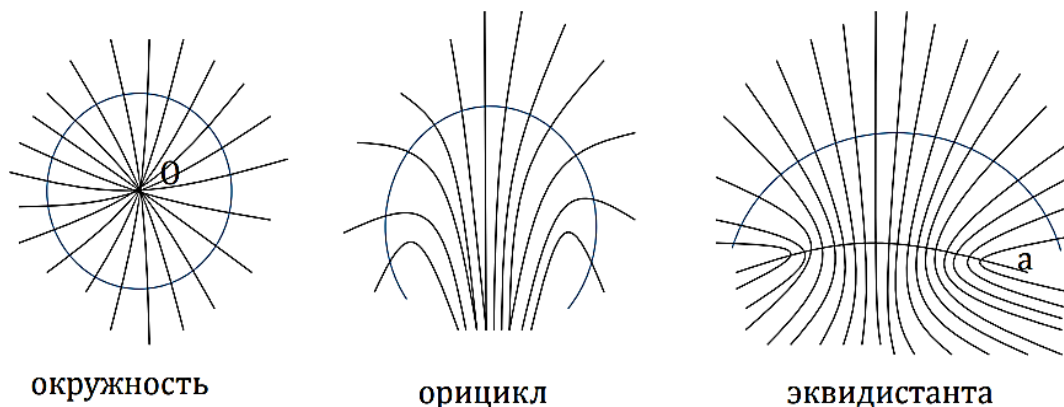 O
a
окружность
орицикл
эквидистанта